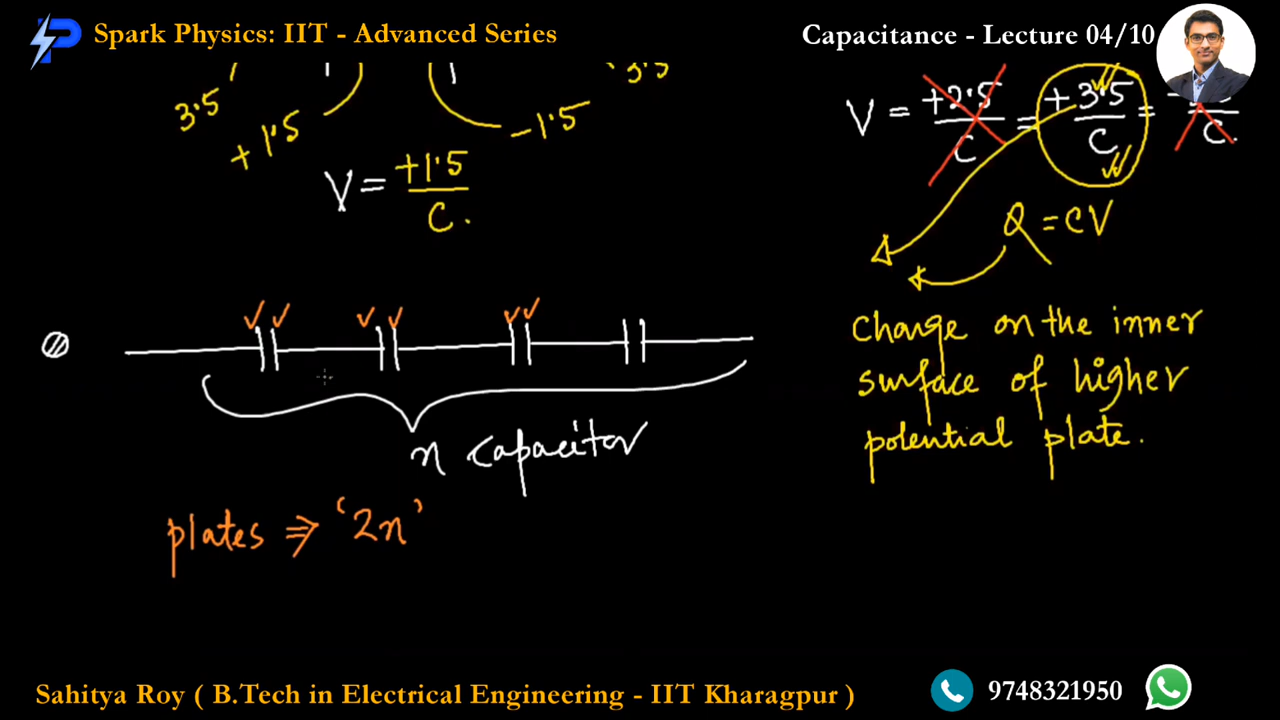 Spark Physics: IIT - Advanced Series
Capacitance - Lecture 04/10
3.5
+1.5
-1.5
3.5
V = +1.5/C.
V = +2.5/C = +3.5/C = /C.
Q = CV
Charge on the inner
surface of higher
potential plate.
n capacitor
plates ⇒ '2n'
Sahitya Roy ( B.Tech in Electrical Engineering - IIT Kharagpur )
9748321950